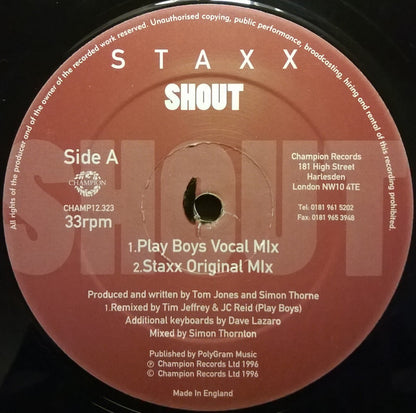 All rights of the producer and of the owner of the recorded work reserved. Unauthorised copying, public performance, broadcasting, hiring and rental of this recording prohibited.
STAXX
SHOUT
SHOUT
Side A
CHAMPION
CHAMP12.323
33rpm
Champion Records
181 High Street
Harlesden
London NW10 4TE
Tel. 0181 961 5202
Fax 0181 965 3948
1.Play Boys Vocal MIx
2.Staxx Original MIx
Produced and written by Tom Jones and Simon Thorne
1.Remixed by Tim Jeffrey & JC Reid (Play Boys)
Additional keyboards by Dave Lazaro
Mixed by Simon Thornton
Published by PolyGram Music
℗ Champion Records Ltd 1996
© Champion Records Ltd 1996
Made In England